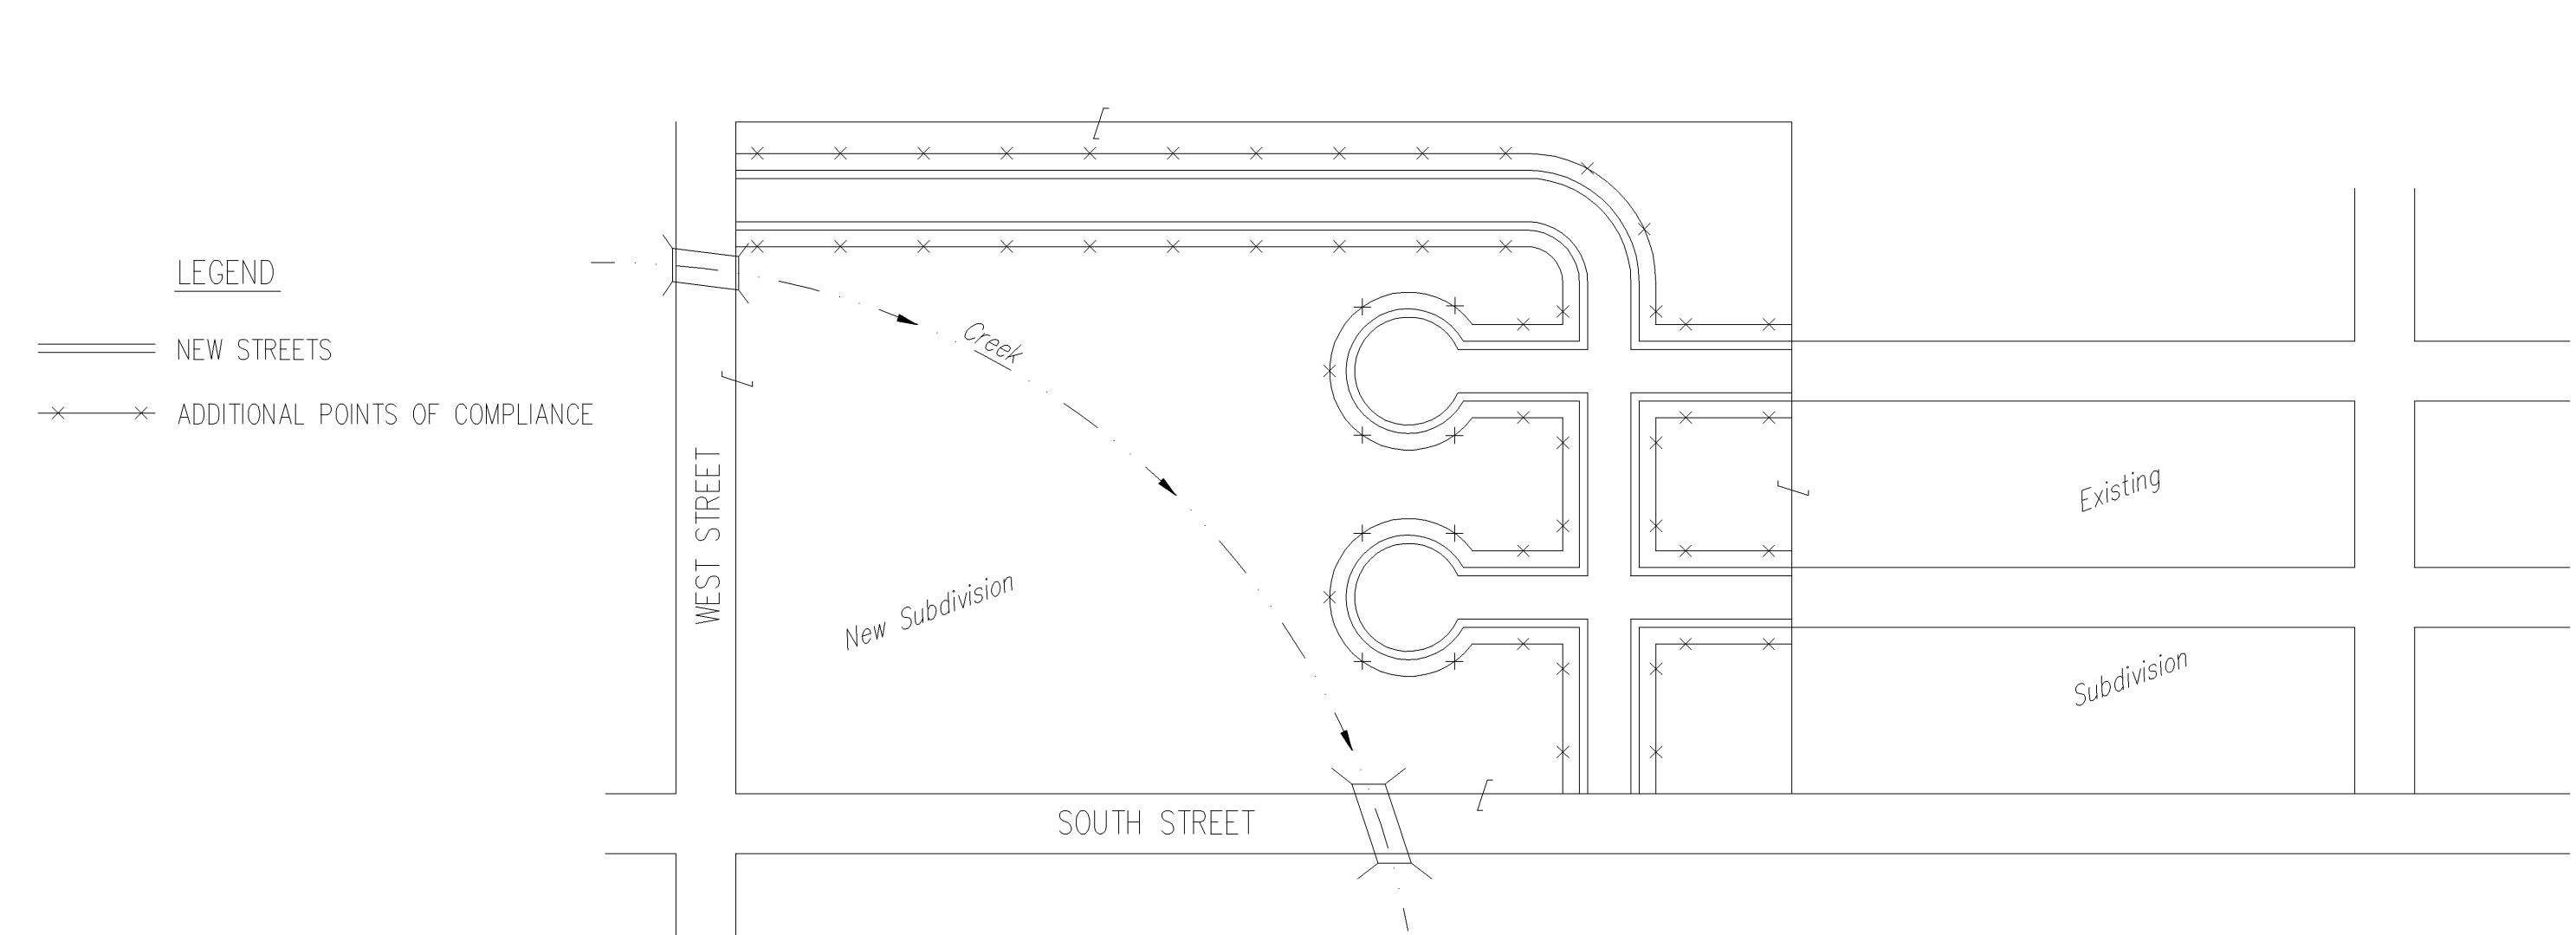 LEGEND
NEW STREETS
ADDITIONAL POINTS OF COMPLIANCE
Creek
WEST STREET
New Subdivision
Existing
Subdivision
SOUTH STREET